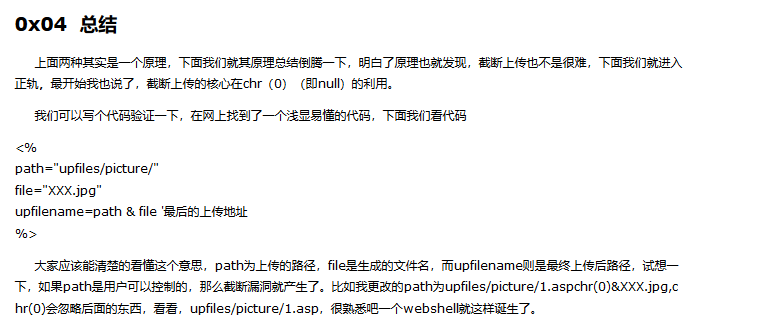 0x04 总结
上面两种其实是一个原理，下面我们就其原理总结倒腾一下，明白了原理也就发现，截断上传也不是很难，下面我们就进入
正轨，最开始我也说了，截断上传的核心在chr（0）（即null）的利用。
我们可以写个代码验证一下，在网上找到了一个浅显易懂的代码，下面我们看代码
<%
path="upfiles/picture/"
file="XXX.jpg"
upfilename=path & file '最后的上传地址
%>
大家应该能清楚的看懂这个意思，path为上传的路径，file是生成的文件名，而upfilename则是最终上传后路径，试想一
下，如果path是用户可以控制的，那么截断漏洞就产生了。比如我更改的path为upfiles/picture/1.aspchr(0)&XXX.jpg,c
hr(0)会忽略后面的东西，看看，upfiles/picture/1.asp，很熟悉吧一个webshell就这样诞生了。